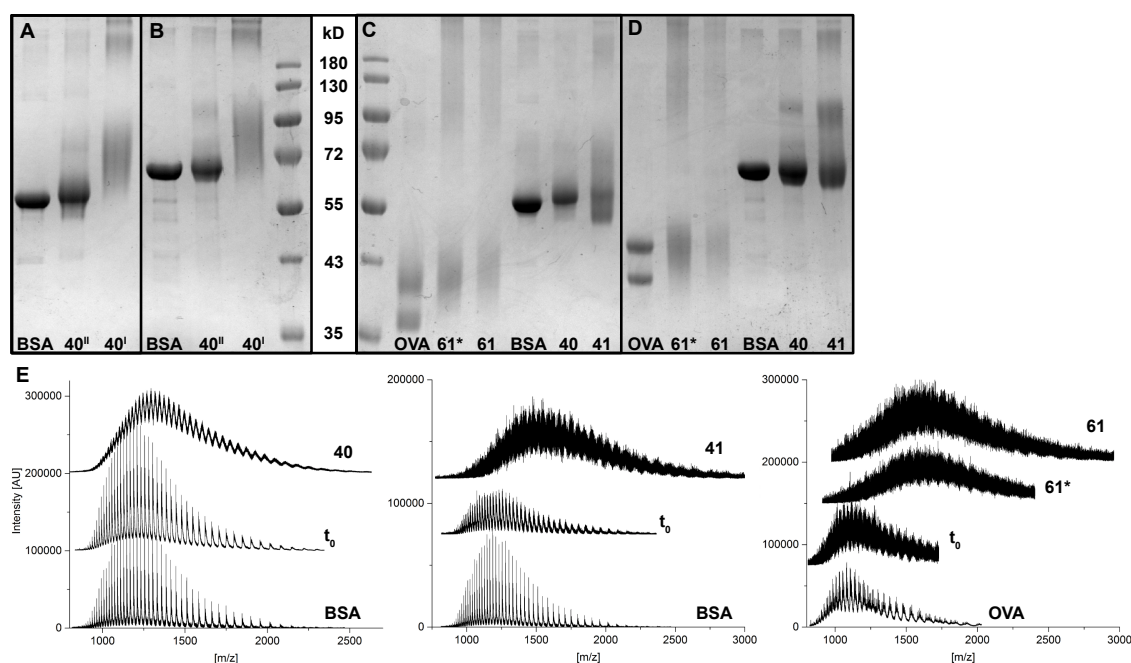 A B kD C D
180
130
95
72
55
43
35
BSA 40II 40I BSA 40II 40I OVA 61* 61 BSA 40 41 OVA 61* 61 BSA 40 41
E
Intensity [AU]
300000
200000
100000
0
40
t0
BSA
1000 1500 2000 2500
[m/z]
200000
100000
0
41
t0
BSA
1000 1500 2000 2500 3000
[m/z]
300000
200000
100000
0
61
61*
t0
OVA
1000 1500 2000 2500 3000
[m/z]